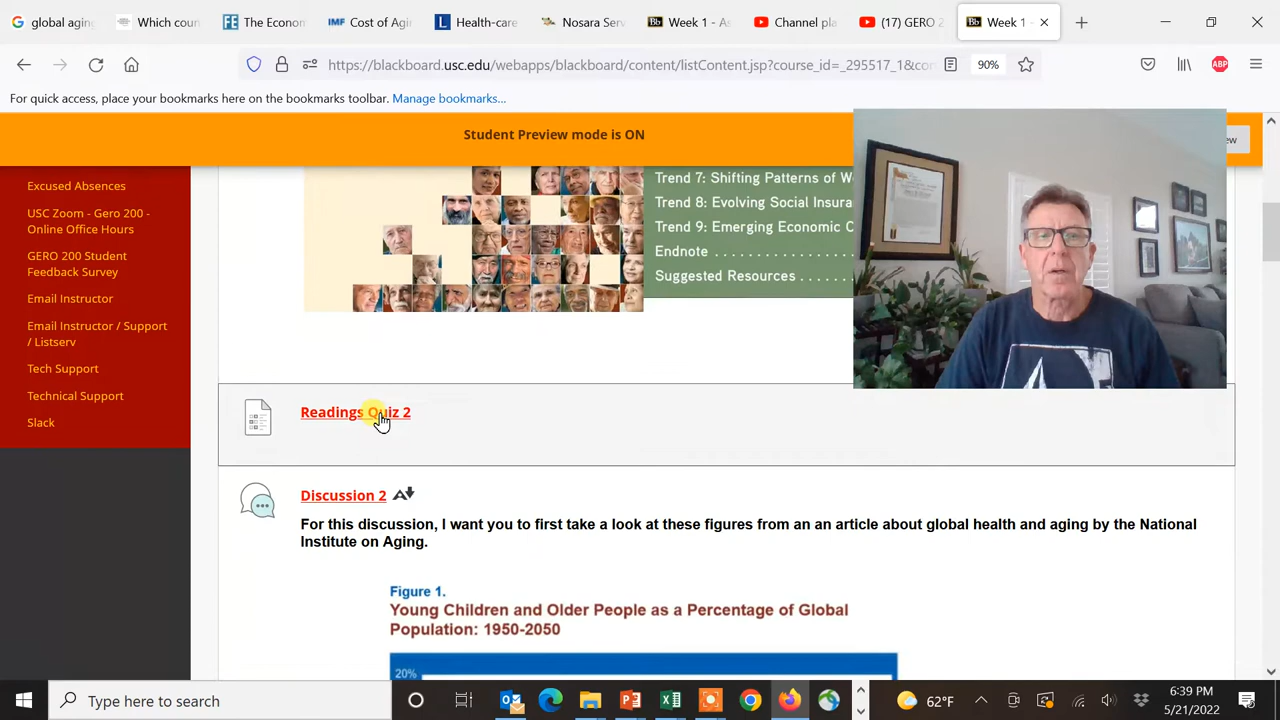 global aging
Which coun
The Econom
Cost of Agi
Health-care
Nosara Serv
Week 1 - As
Channel pla
(17) GERO 2
Week 1 -
https://blackboard.usc.edu/webapps/blackboard/content/listContent.jsp?course_id=_295517_1&con
90%
For quick access, place your bookmarks here on the bookmarks toolbar. Manage bookmarks...
Student Preview mode is ON
Excused Absences
USC Zoom - Gero 200 -
Online Office Hours
GERO 200 Student
Feedback Survey
Email Instructor
Email Instructor / Support
/ Listserv
Tech Support
Technical Support
Slack
Trend 7: Shifting Patterns of W
Trend 8: Evolving Social Insura
Trend 9: Emerging Economic C
Endnote . . . . . . . . . . . . . . . .
Suggested Resources . . . . .
Readings Quiz 2
Discussion 2
For this discussion, I want you to first take a look at these figures from an an article about global health and aging by the National
Institute on Aging.
Figure 1.
Young Children and Older People as a Percentage of Global
Population: 1950-2050
20%
Type here to search
62°F
6:39 PM
5/21/2022